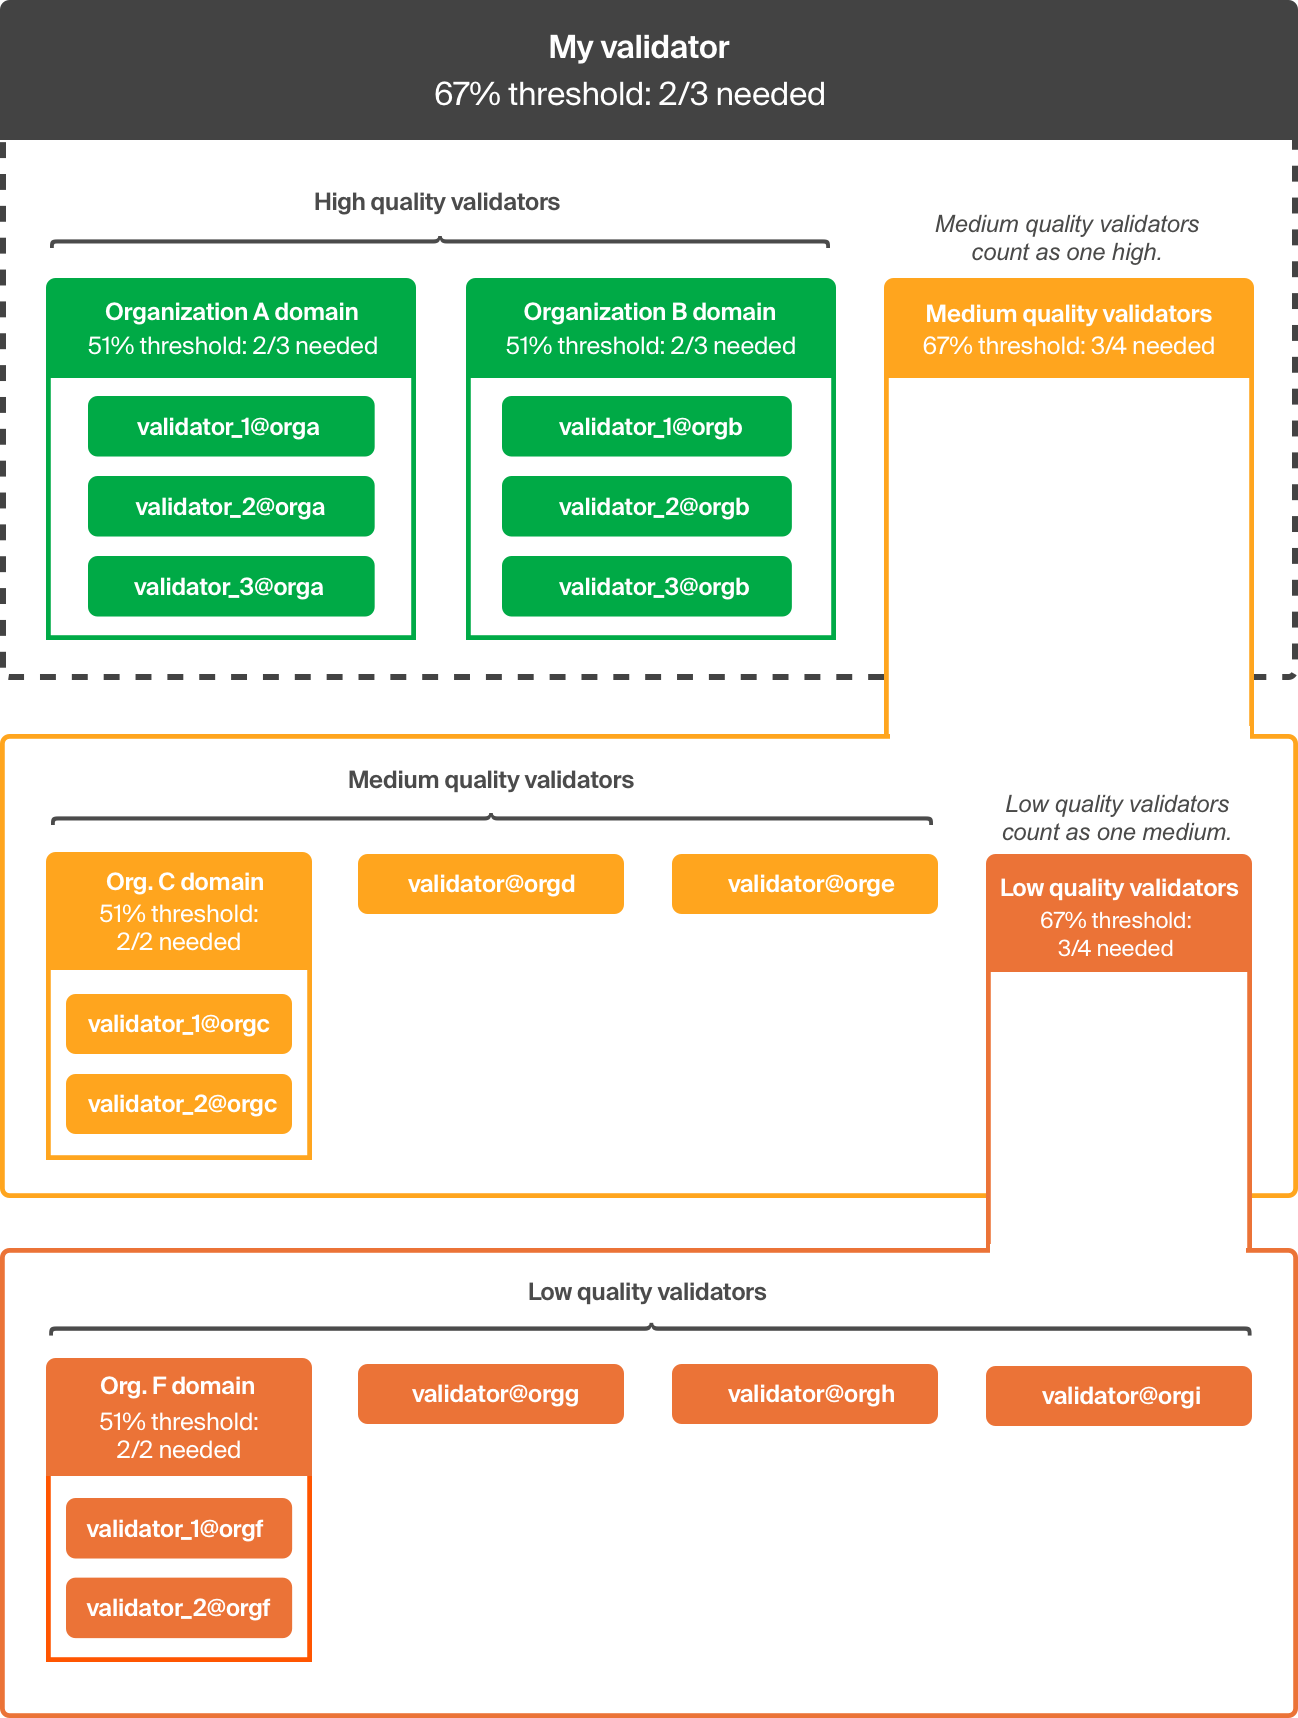 My validator
67% threshold: 2/3 needed
High quality validators
Medium quality validators
count as one high.
Organization A domain
51% threshold: 2/3 needed
validator_1@orga
validator_2@orga
validator_3@orga
Organization B domain
51% threshold: 2/3 needed
validator_1@orgb
validator_2@orgb
validator_3@orgb
Medium quality validators
67% threshold: 3/4 needed
Medium quality validators
Low quality validators
count as one medium.
Org. C domain
51% threshold:
2/2 needed
validator_1@orgc
validator_2@orgc
validator@orgd
validator@orge
Low quality validators
67% threshold:
3/4 needed
Low quality validators
Org. F domain
51% threshold:
2/2 needed
validator_1@orgf
validator_2@orgf
validator@orgg
validator@orgh
validator@orgi